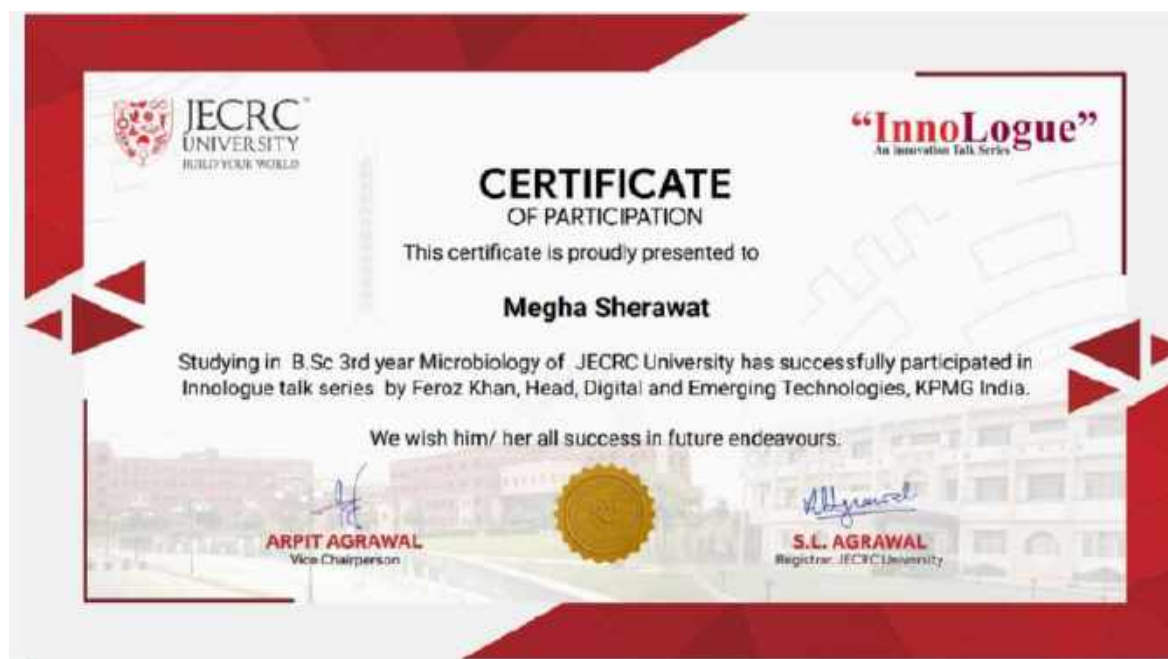 JECRC™
UNIVERSITY
BUILD YOUR WORLD
“InnoLogue”
An Innovation Talk Series
CERTIFICATE
OF PARTICIPATION
This certificate is proudly presented to
Megha Sherawat
Studying in B.Sc 3rd year Microbiology of JECRC University has successfully participated in
Innologue talk series by Feroz Khan, Head, Digital and Emerging Technologies, KPMG India.
We wish him/ her all success in future endeavours.
ARPIT AGRAWAL
Vice Chairperson
S.L. AGRAWAL
Registrar, JECRC University